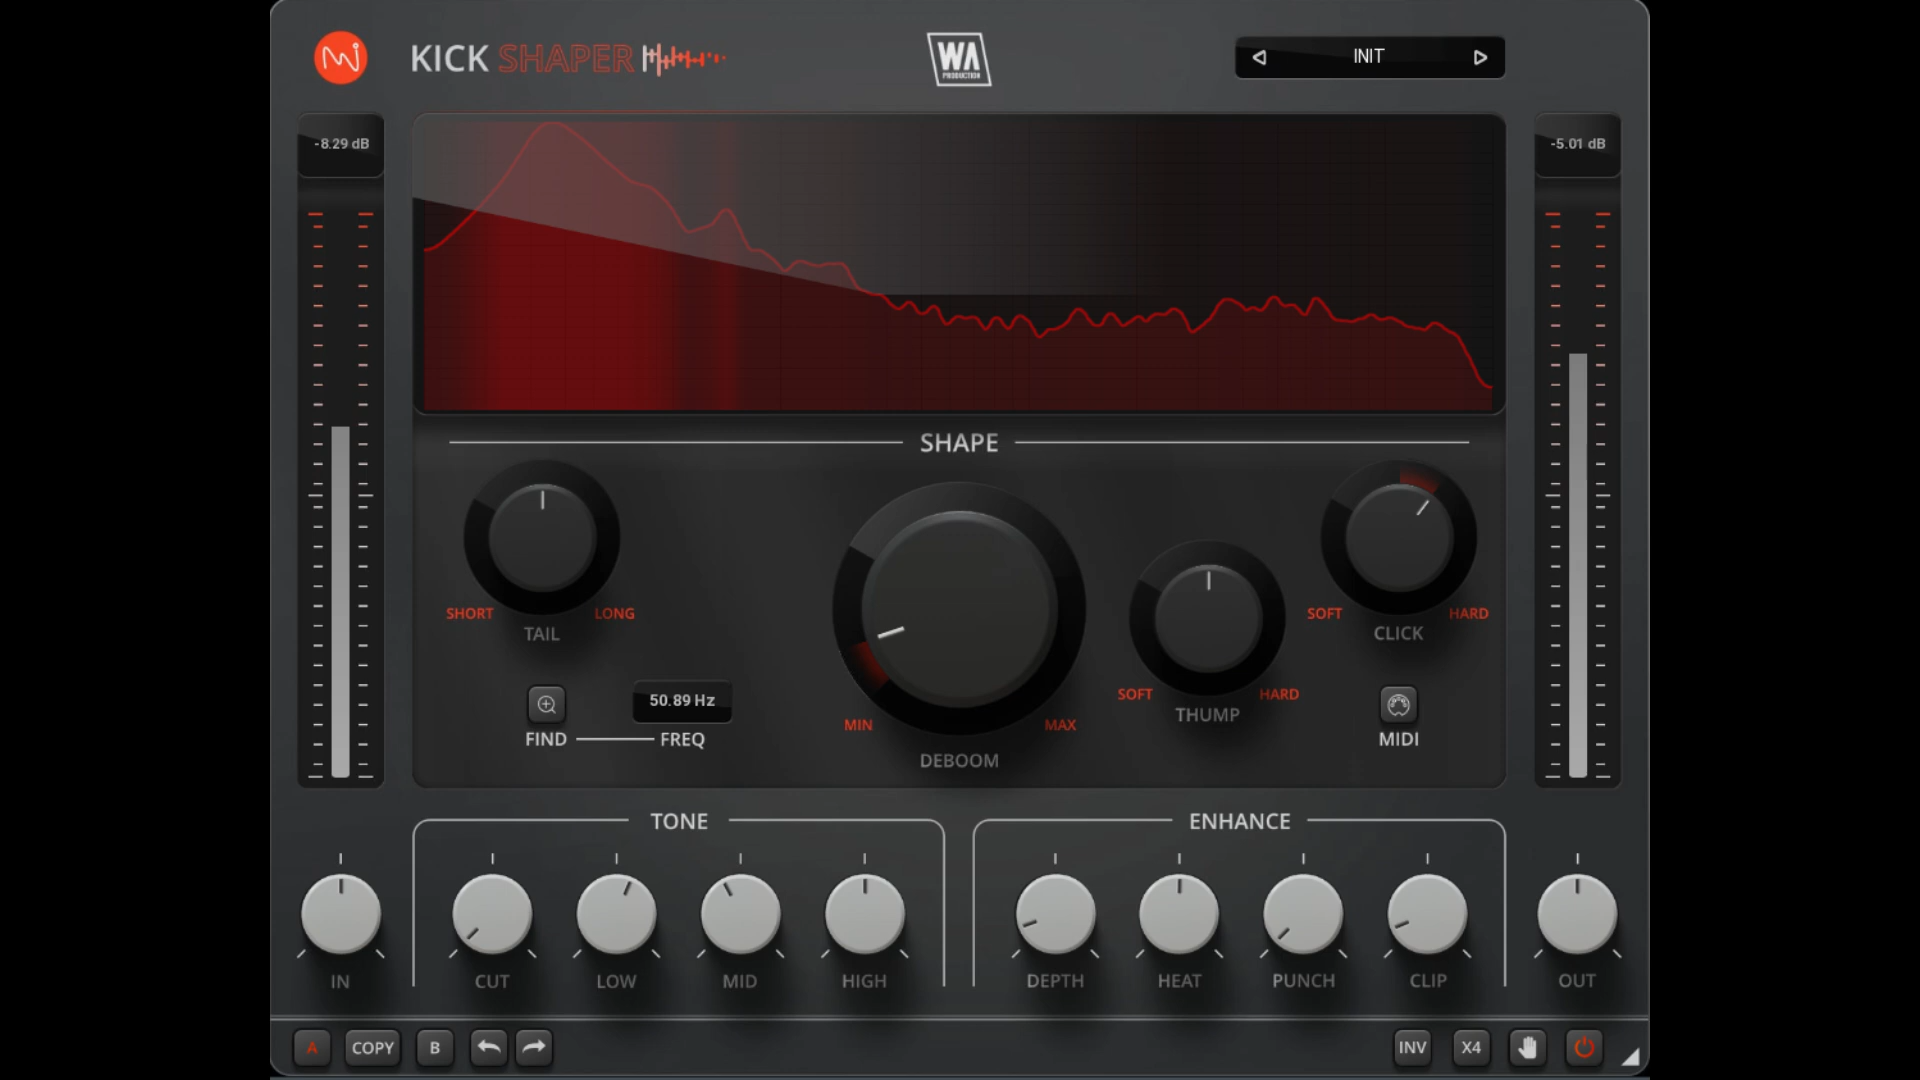 KICK SHAPER
WA
PRODUCTION
INIT
-8.29 dB
-5.01 dB
SHAPE
SHORT
LONG
TAIL
FIND
50.89 Hz
FREQ
MIN
MAX
DEBOOM
SOFT
HARD
THUMP
SOFT
HARD
CLICK
MIDI
TONE
ENHANCE
IN
CUT
LOW
MID
HIGH
DEPTH
HEAT
PUNCH
CLIP
OUT
A
COPY
B
INV
X4